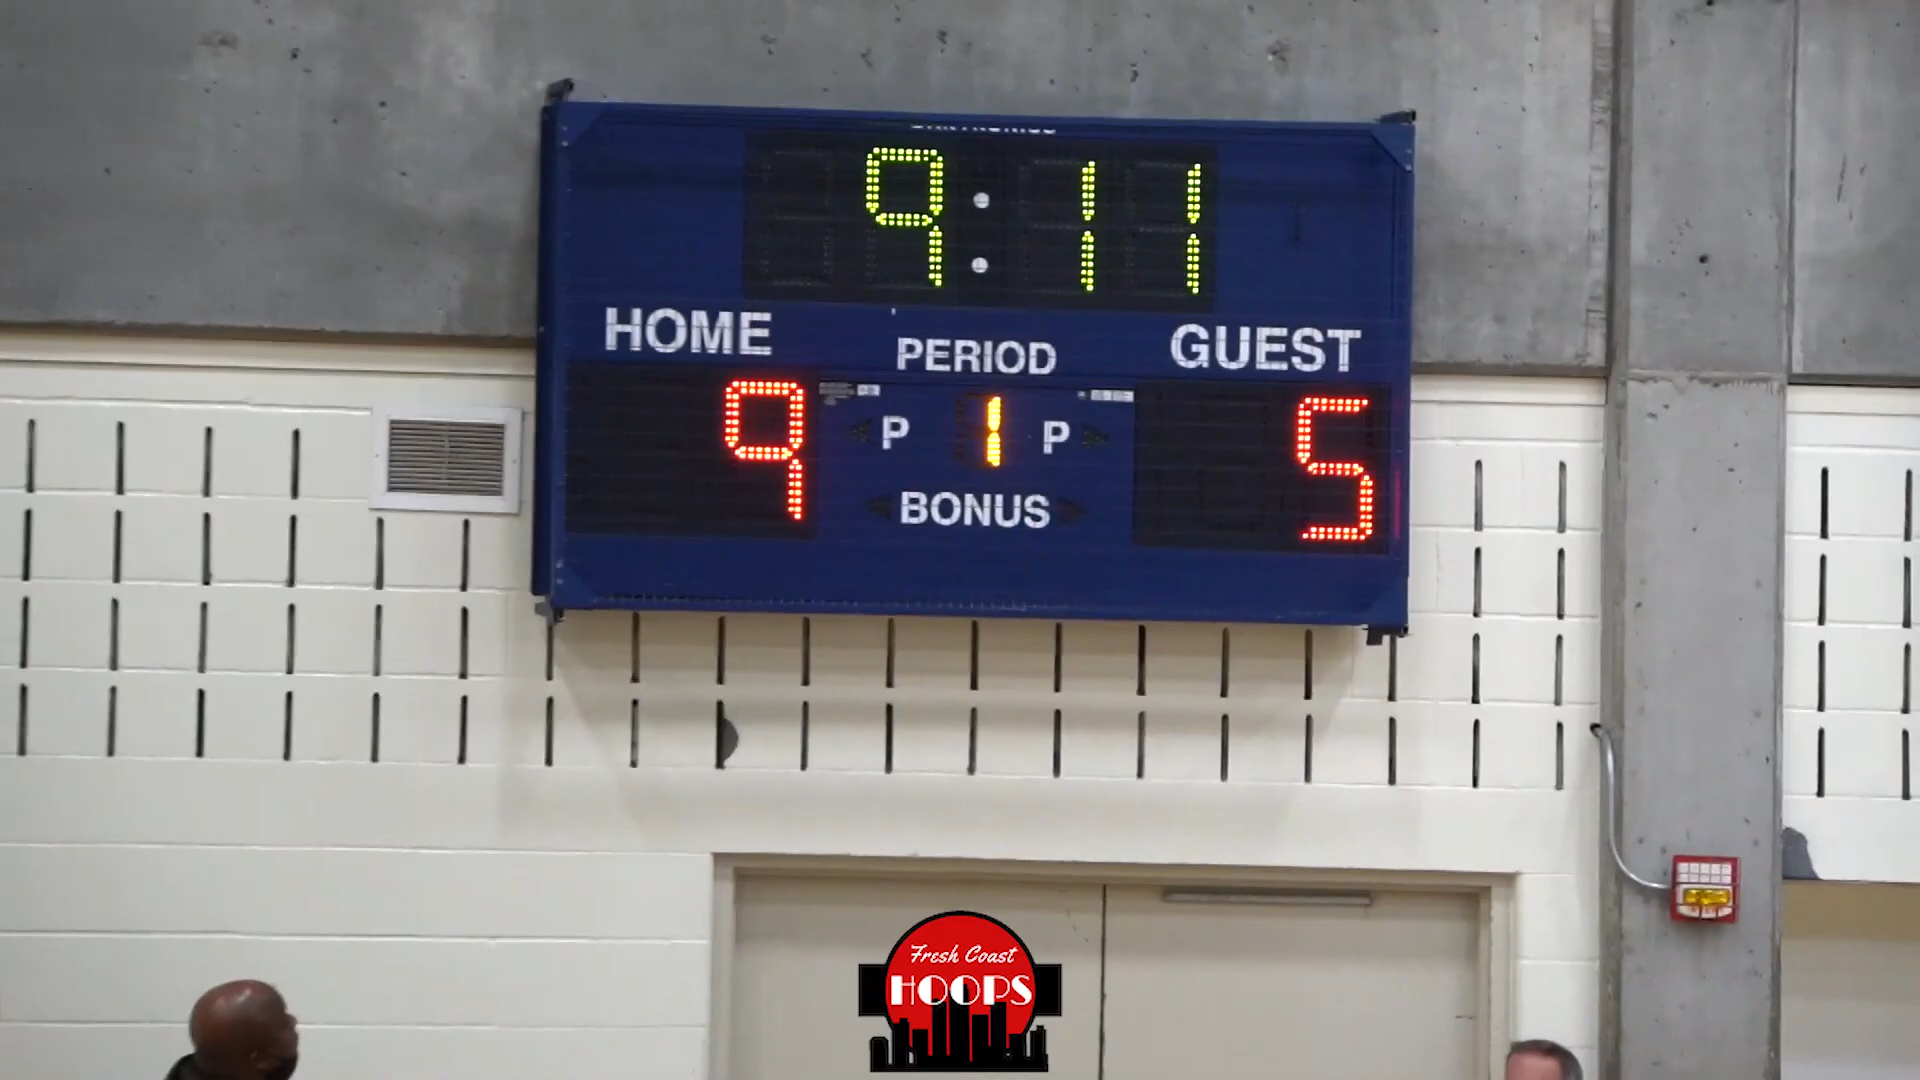 9:11
HOME PERIOD GUEST
9 P 1 P 5
BONUS
Fresh Coast
HOOPS